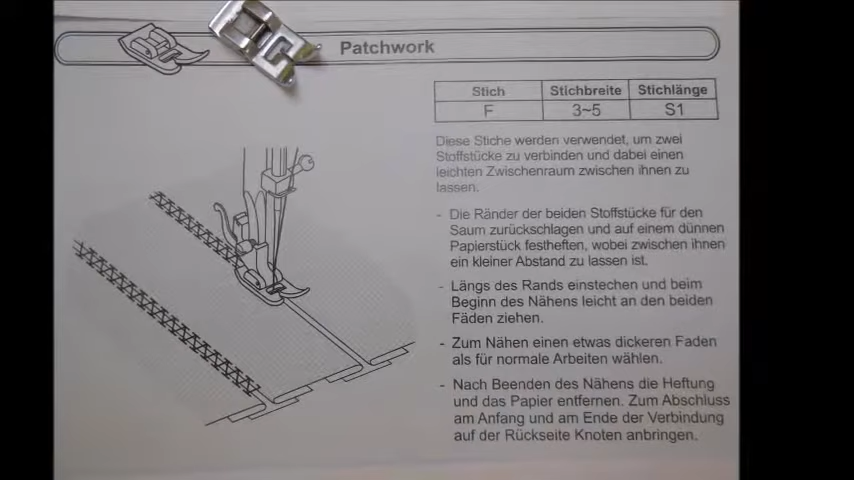 Patchwork
Stich Stichbreite Stichlänge
F 3~5 S1
Diese Stiche werden verwendet, um zwei
Stoffstücke zu verbinden und dabei einen
leichten Zwischenraum zwischen ihnen zu
lassen.
- Die Ränder der beiden Stoffstücke für den
Saum zurückschlagen und auf einem dünnen
Papierstück festheften, wobei zwischen ihnen
ein kleiner Abstand zu lassen ist.
- Längs des Rands einstechen und beim
Beginn des Nähens leicht an den beiden
Fäden ziehen.
- Zum Nähen einen etwas dickeren Faden
als für normale Arbeiten wählen.
- Nach Beenden des Nähens die Heftung
und das Papier entfernen. Zum Abschluss
am Anfang und am Ende der Verbindung
auf der Rückseite Knoten anbringen.